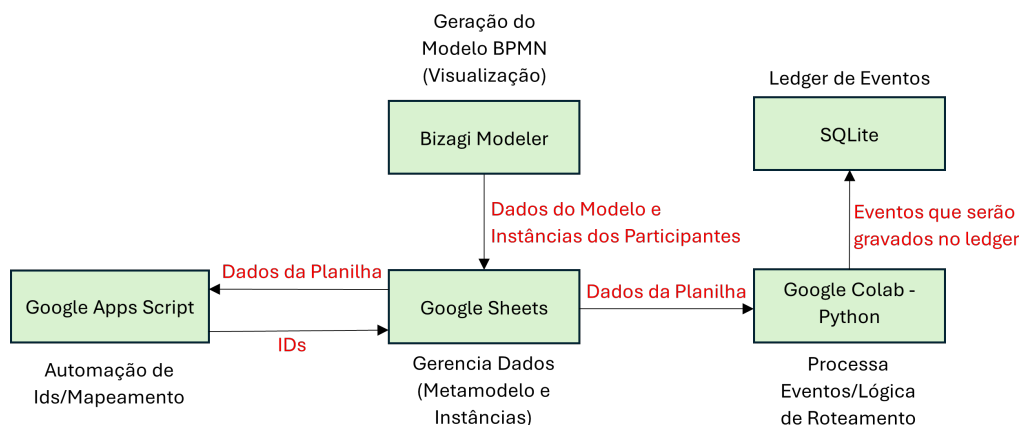 Geração do
Modelo BPMN
(Visualização)
Bizagi Modeler
Ledger de Eventos
SQLite
Dados do Modelo e
Instâncias dos Participantes
Eventos que serão
gravados no ledger
Dados da Planilha
Google Apps Script
IDs
Automação de
Ids/Mapeamento
Google Sheets
Gerencia Dados
(Metamodelo e
Instâncias)
Dados da Planilha
Google Colab -
Python
Processa
Eventos/Lógica
de Roteamento